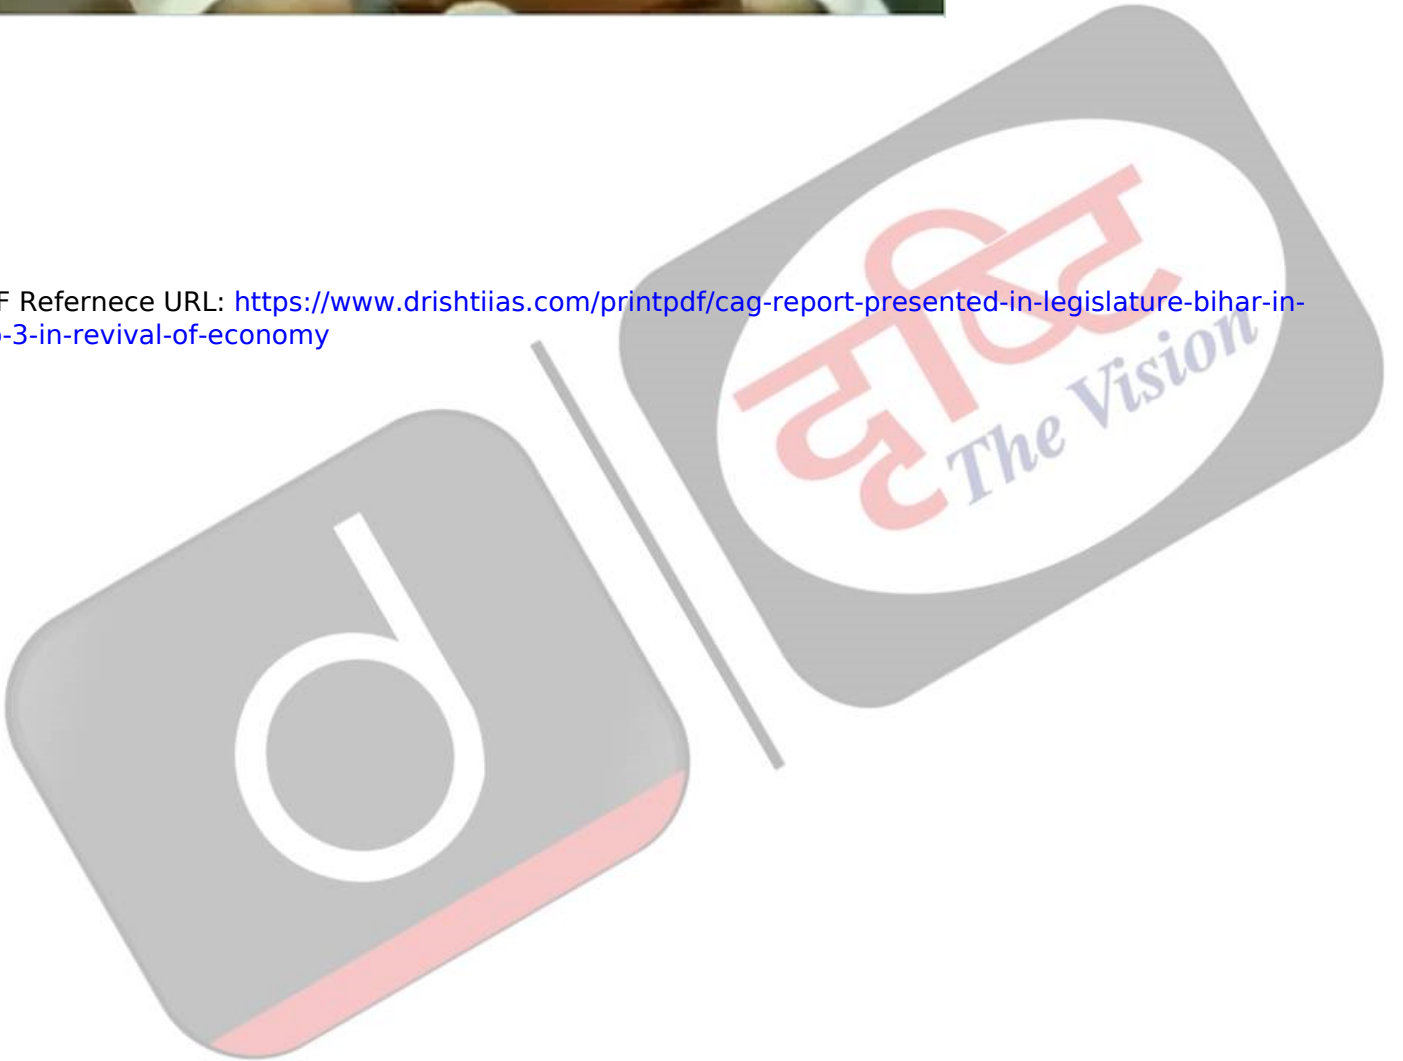 F Refernece URL: https://www.drishtiias.com/printpdf/cag-report-presented-in-legislature-bihar-in-
-3-in-revival-of-economy
दृष्टि
The Vision
d